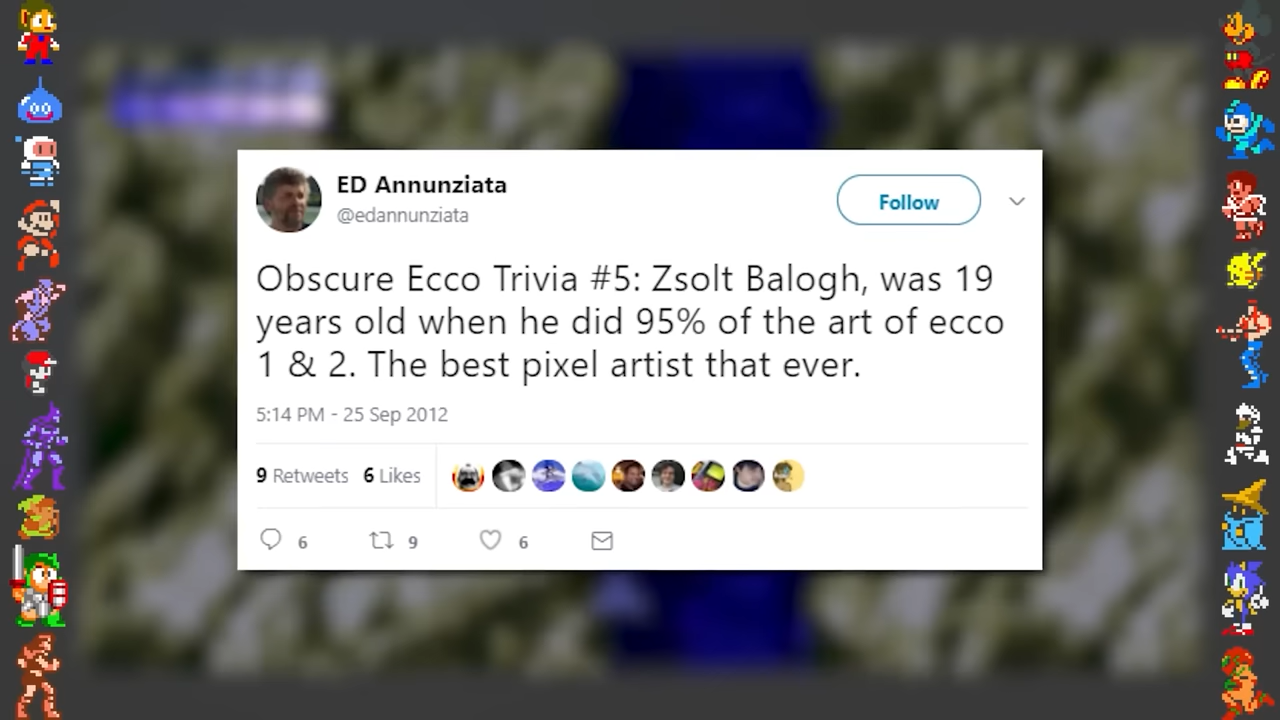 ED Annunziata
@edannunziata
Follow
Obscure Ecco Trivia #5: Zsolt Balogh, was 19
years old when he did 95% of the art of ecco
1 & 2. The best pixel artist that ever.
5:14 PM - 25 Sep 2012
9 Retweets 6 Likes
6 9 6